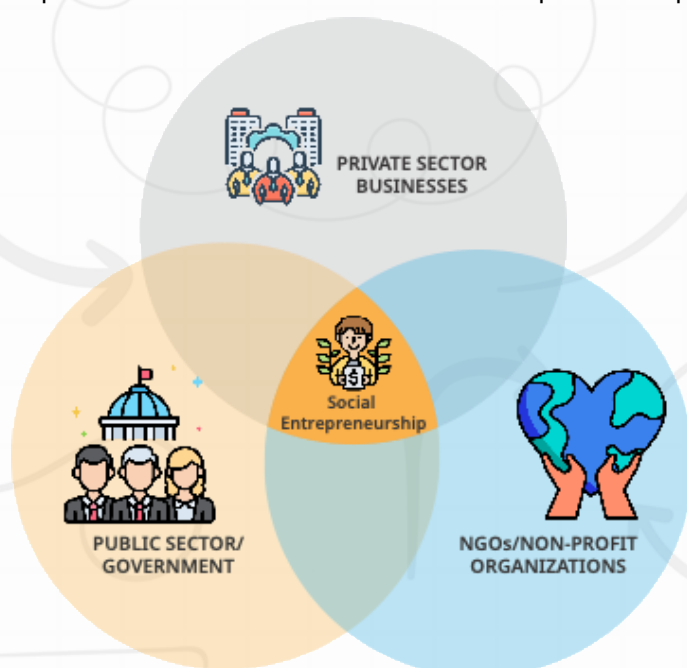 PRIVATE SECTOR
BUSINESSES
$
Social
Entrepreneurship
PUBLIC SECTOR/
GOVERNMENT
NGOs/NON-PROFIT
ORGANIZATIONS